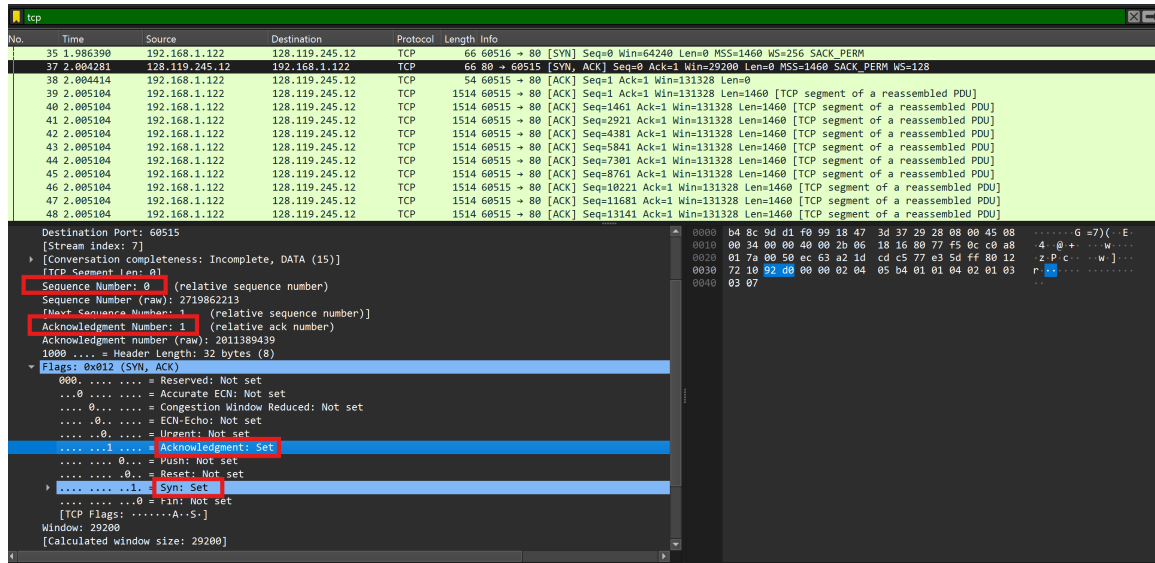 tcp
No. Time Source Destination Protocol Length Info
35 1.986390 192.168.1.122 128.119.245.12 TCP 66 60516 → 80 [SYN] Seq=0 Win=64240 Len=0 MSS=1460 WS=256 SACK_PERM
37 2.004281 128.119.245.12 192.168.1.122 TCP 66 80 → 60515 [SYN, ACK] Seq=0 Ack=1 Win=29200 Len=0 MSS=1460 SACK_PERM WS=128
38 2.004414 192.168.1.122 128.119.245.12 TCP 54 60515 → 80 [ACK] Seq=1 Ack=1 Win=131328 Len=0
39 2.005104 192.168.1.122 128.119.245.12 TCP 1514 60515 → 80 [ACK] Seq=1 Ack=1 Win=131328 Len=1460 [TCP segment of a reassembled PDU]
40 2.005104 192.168.1.122 128.119.245.12 TCP 1514 60515 → 80 [ACK] Seq=1461 Ack=1 Win=131328 Len=1460 [TCP segment of a reassembled PDU]
41 2.005104 192.168.1.122 128.119.245.12 TCP 1514 60515 → 80 [ACK] Seq=2921 Ack=1 Win=131328 Len=1460 [TCP segment of a reassembled PDU]
42 2.005104 192.168.1.122 128.119.245.12 TCP 1514 60515 → 80 [ACK] Seq=4381 Ack=1 Win=131328 Len=1460 [TCP segment of a reassembled PDU]
43 2.005104 192.168.1.122 128.119.245.12 TCP 1514 60515 → 80 [ACK] Seq=5841 Ack=1 Win=131328 Len=1460 [TCP segment of a reassembled PDU]
44 2.005104 192.168.1.122 128.119.245.12 TCP 1514 60515 → 80 [ACK] Seq=7301 Ack=1 Win=131328 Len=1460 [TCP segment of a reassembled PDU]
45 2.005104 192.168.1.122 128.119.245.12 TCP 1514 60515 → 80 [ACK] Seq=8761 Ack=1 Win=131328 Len=1460 [TCP segment of a reassembled PDU]
46 2.005104 192.168.1.122 128.119.245.12 TCP 1514 60515 → 80 [ACK] Seq=10221 Ack=1 Win=131328 Len=1460 [TCP segment of a reassembled PDU]
47 2.005104 192.168.1.122 128.119.245.12 TCP 1514 60515 → 80 [ACK] Seq=11681 Ack=1 Win=131328 Len=1460 [TCP segment of a reassembled PDU]
48 2.005104 192.168.1.122 128.119.245.12 TCP 1514 60515 → 80 [ACK] Seq=13141 Ack=1 Win=131328 Len=1460 [TCP segment of a reassembled PDU]
Destination Port: 60515
[Stream index: 7]
[Conversation completeness: Incomplete, DATA (15)]
[TCP Segment Len: 0]
Sequence Number: 0 (relative sequence number)
Sequence Number (raw): 2719862213
[Next Sequence Number: 1 (relative sequence number)]
Acknowledgment Number: 1 (relative ack number)
Acknowledgment number (raw): 2011389439
1000 .... = Header Length: 32 bytes (8)
Flags: 0x012 (SYN, ACK)
000. .... .... = Reserved: Not set
...0 .... .... = Accurate ECN: Not set
.... 0... .... = Congestion Window Reduced: Not set
.... .0.. .... = ECN-Echo: Not set
.... ..0. .... = Urgent: Not set
.... ...1 .... = Acknowledgment: Set
.... .... 0... = Push: Not set
.... .... .0.. = Reset: Not set
.... .... ..1. = Syn: Set
.... .... ...0 = Fin: Not set
[TCP Flags: ·······A··S·]
Window: 29200
[Calculated window size: 29200]
0000 b4 8c 9d d1 f0 99 18 47 3d 37 29 28 08 00 45 08 ·······G =7)(··E·
0010 00 34 00 00 40 00 2b 06 18 16 80 77 f5 0c c0 a8 ·4··@·+· ···w····
0020 01 7a 00 50 ec 63 a2 1d cd c5 77 e3 5d ff 80 12 ·z·P·c·· ··w·]···
0030 72 10 92 d0 00 00 02 04 05 b4 01 01 04 02 01 03 r······· ········
0040 03 07 ··